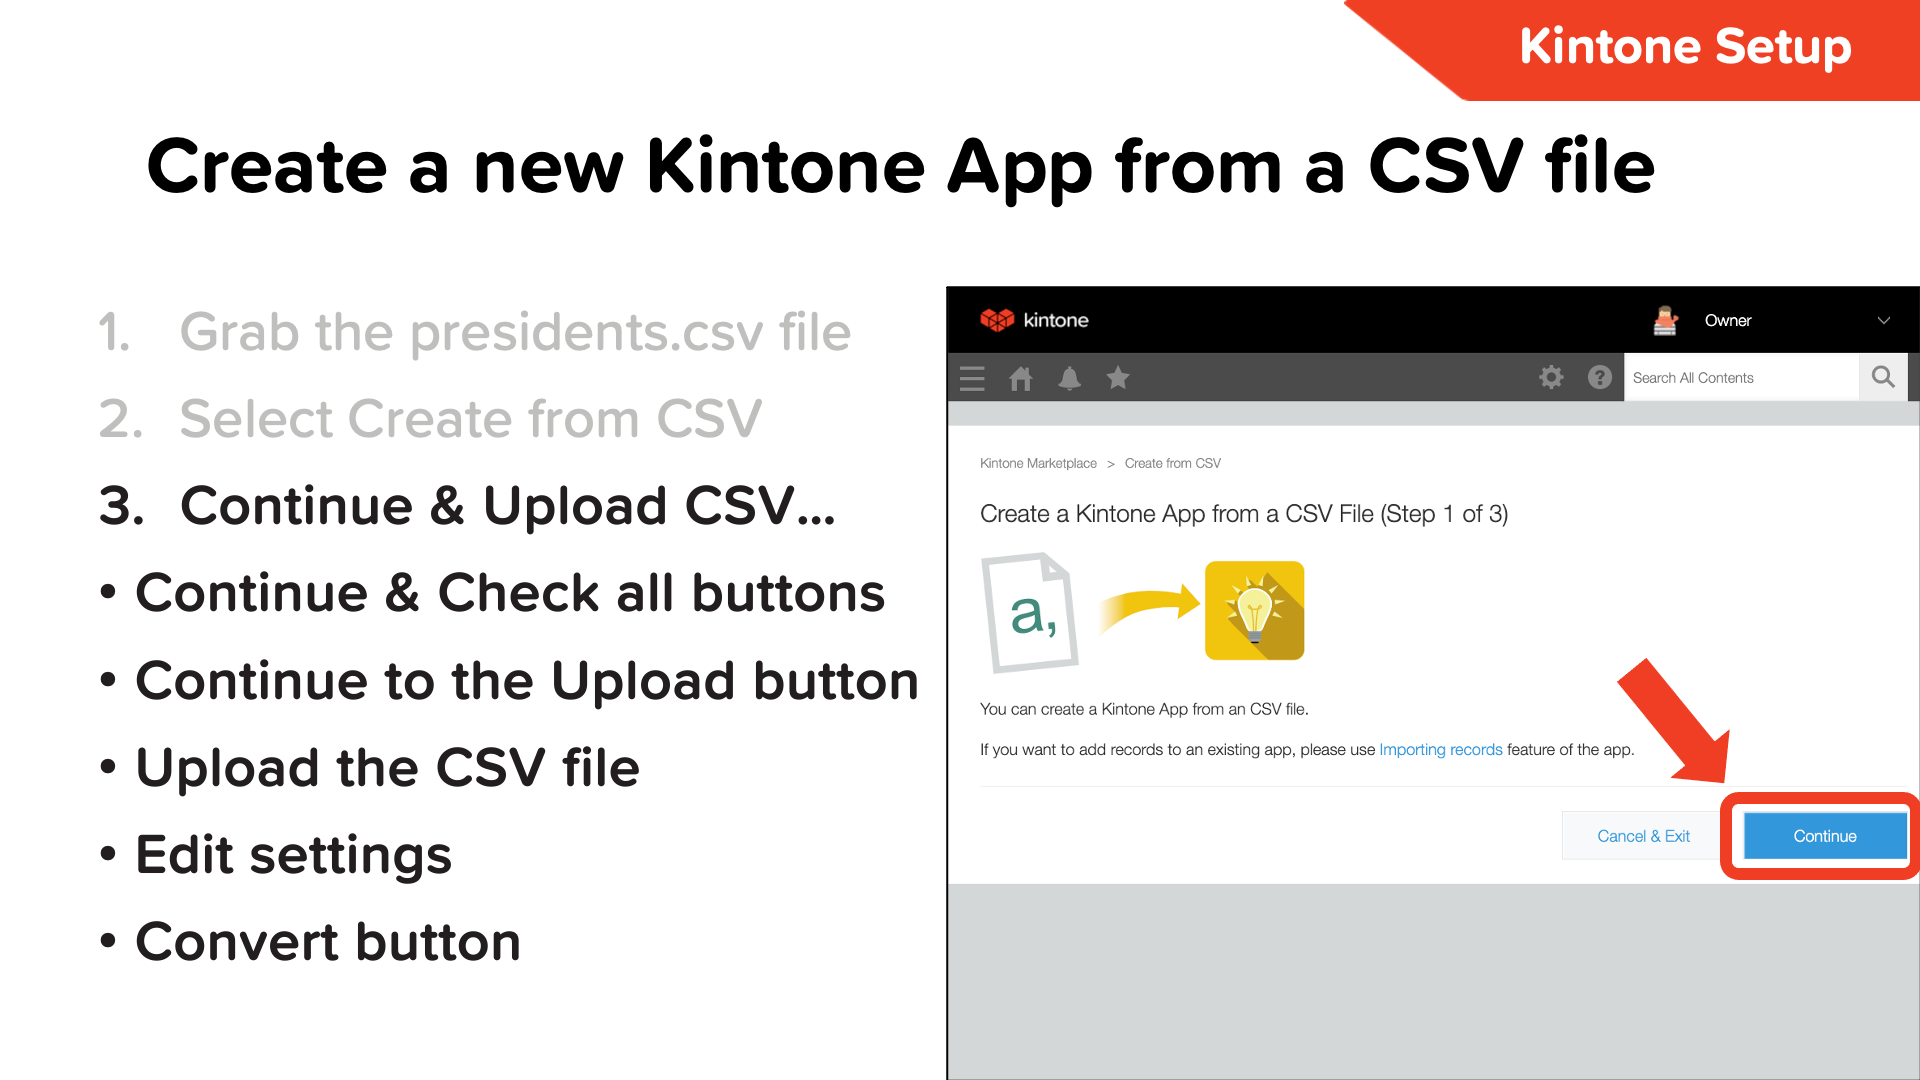 Kintone Setup
Create a new Kintone App from a CSV file
1. Grab the presidents.csv file
2. Select Create from CSV
3. Continue & Upload CSV...
• Continue & Check all buttons
• Continue to the Upload button
• Upload the CSV file
• Edit settings
• Convert button
kintone
Owner
Search All Contents
Kintone Marketplace > Create from CSV
Create a Kintone App from a CSV File (Step 1 of 3)
a,
You can create a Kintone App from an CSV file.
If you want to add records to an existing app, please use Importing records feature of the app.
Cancel & Exit
Continue